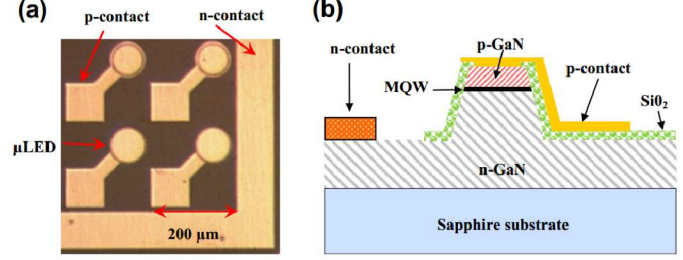 (a)
p-contact
n-contact
µLED
200 µm
(b)
n-contact
p-GaN
MQW
p-contact
Si0₂
n-GaN
Sapphire substrate